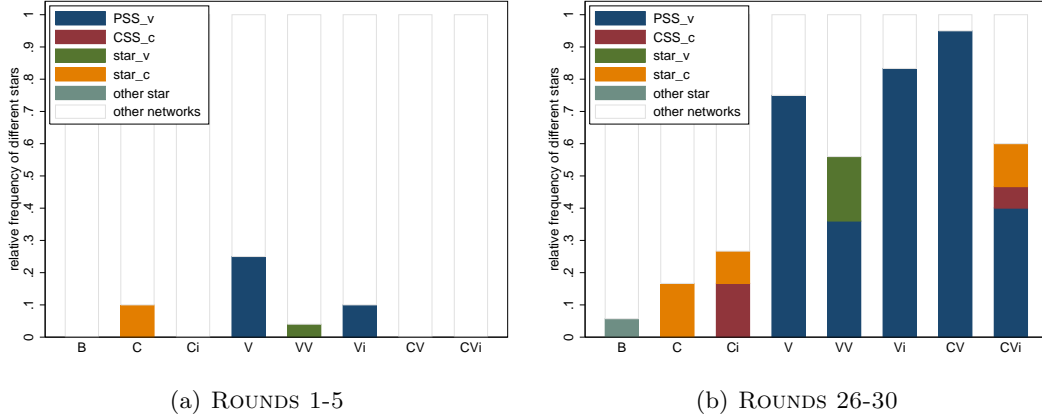 relative frequency of different stars
1
.9
.8
.7
.6
.5
.4
.3
.2
.1
0
PSS_v
CSS_c
star_v
star_c
other star
other networks
B C Ci V VV Vi CV CVi
(a) ROUNDS 1-5
relative frequency of different stars
1
.9
.8
.7
.6
.5
.4
.3
.2
.1
0
PSS_v
CSS_c
star_v
star_c
other star
other networks
B C Ci V VV Vi CV CVi
(b) ROUNDS 26-30